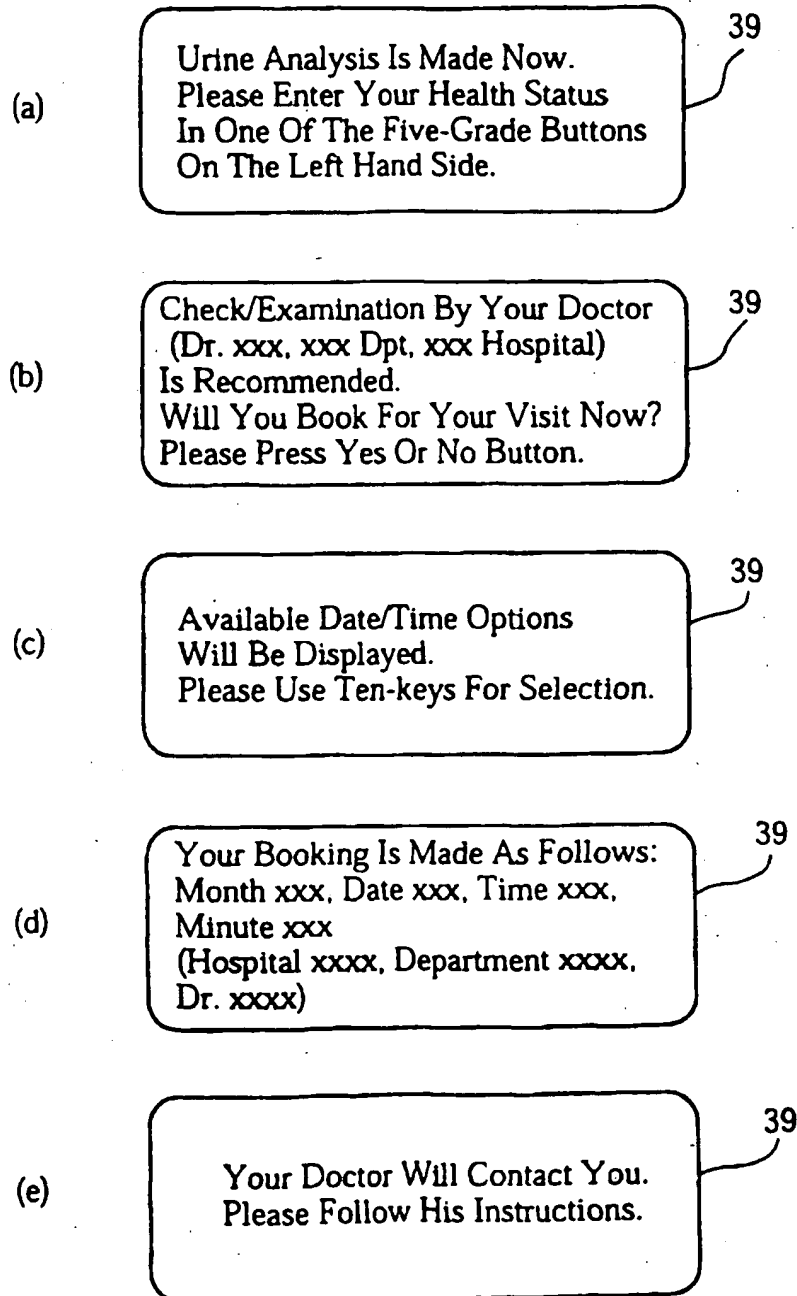 39
(a)
Urine Analysis Is Made Now.
Please Enter Your Health Status
In One Of The Five-Grade Buttons
On The Left Hand Side.
39
(b)
Check/Examination By Your Doctor
(Dr. xxx, xxx Dpt, xxx Hospital)
Is Recommended.
Will You Book For Your Visit Now?
Please Press Yes Or No Button.
39
(c)
Available Date/Time Options
Will Be Displayed.
Please Use Ten-keys For Selection.
39
(d)
Your Booking Is Made As Follows:
Month xxx, Date xxx, Time xxx,
Minute xxx
(Hospital xxxx, Department xxxx,
Dr. xxxx)
39
(e)
Your Doctor Will Contact You.
Please Follow His Instructions.